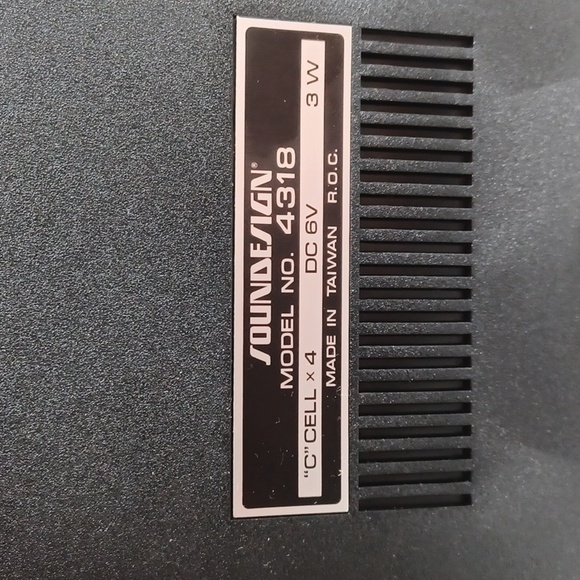 SOUNDESIGN®
MODEL NO. 4318
"C" CELL × 4 DC 6V 3 W
MADE IN TAIWAN R.O.C.